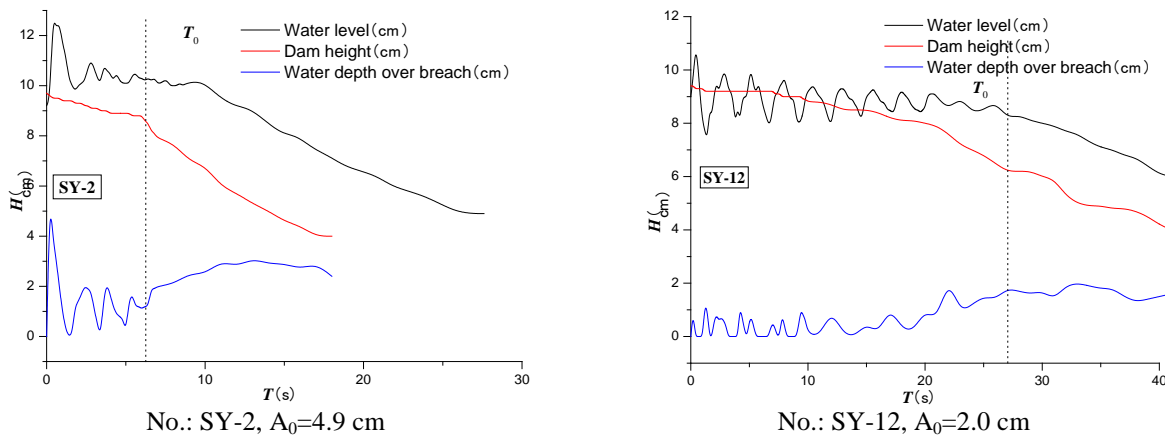 12
10
8
6
4
2
0
H(cm)
T₀
Water level(cm)
Dam height(cm)
Water depth over breach(cm)
SY-2
0 10 20 30
T(s)
No.: SY-2, A₀=4.9 cm
12
10
8
6
4
2
0
H(cm)
Water level(cm)
Dam height(cm)
Water depth over breach(cm)
T₀
SY-12
0 10 20 30 40
T(s)
No.: SY-12, A₀=2.0 cm